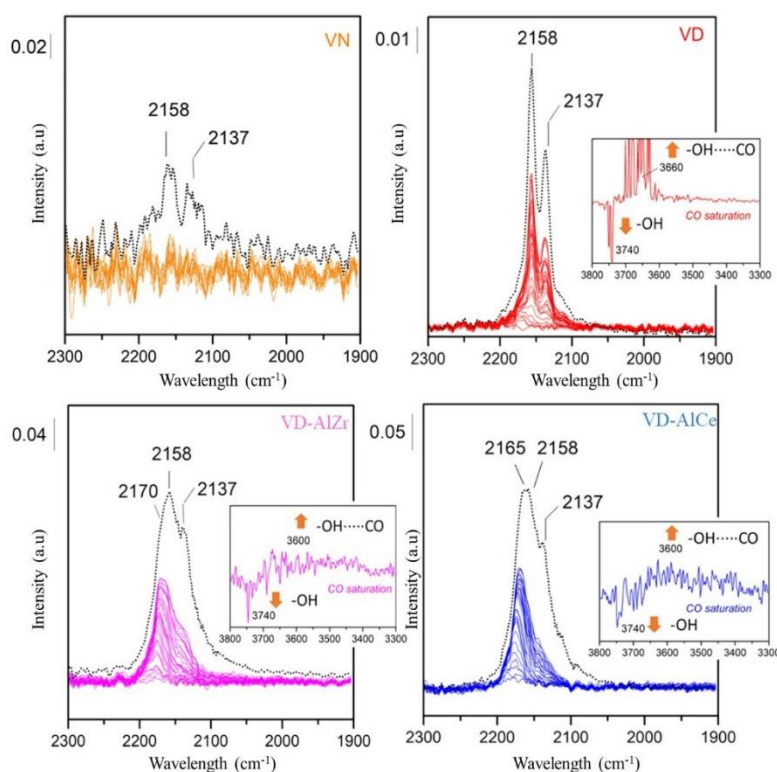 0.02
VN
2158
2137
Intensity (a.u)
2300 2200 2100 2000 1900
Wavelength (cm-1)
0.01
VD
2158
2137
Intensity (a.u)
-OH·····CO
3660
-OH
CO saturation
3740
3800 3700 3600 3500 3400 3300
2300 2200 2100 2000 1900
Wavelength (cm-1)
0.04
VD-AlZr
2158
2170
2137
Intensity (a.u)
-OH·····CO
3600
CO saturation
3740
-OH
3800 3700 3600 3500 3400 3300
2300 2200 2100 2000 1900
Wavelength (cm-1)
0.05
VD-AlCe
2165
2158
2137
Intensity (a.u)
-OH·····CO
3600
CO saturation
3740
-OH
3800 3700 3600 3500 3400 3300
2300 2200 2100 2000 1900
Wavelength (cm-1)